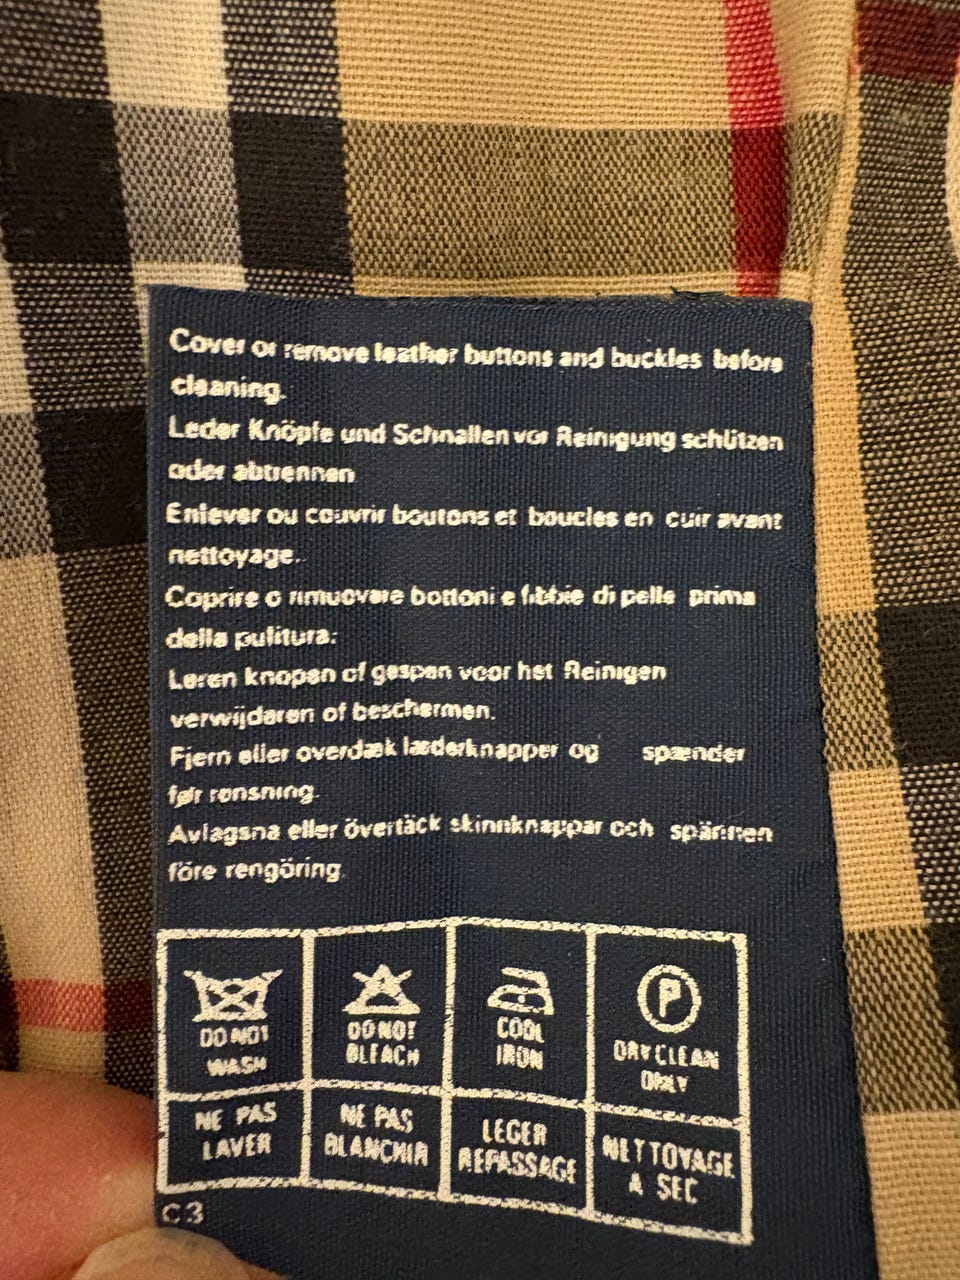 Cover or remove leather buttons and buckles before
cleaning.
Leder Knöpfe und Schnallen vor Reinigung schützen
oder abtrennen
Enlever ou couvrir boutons et boucles en cuir avant
nettoyage.
Coprire o rimuovare bottoni e fibbie di pelle prima
della pulitura:
Leren knopen of gespen voor het Reinigen
verwijderen of beschermen.
Fjern eller overdæk læderknapper og spænder
før rensning.
Avlagsna eller övertäck skinnknappar och spännen
före rengöring
DO NOT
WASH
DO NOT
BLEACH
COOL
IRON
P
DRYCLEAN
ONLY
NE PAS
LAVER
NE PAS
BLANCHIR
LEGER
REPASSAGE
NETTOYAGE
A SEC
C3